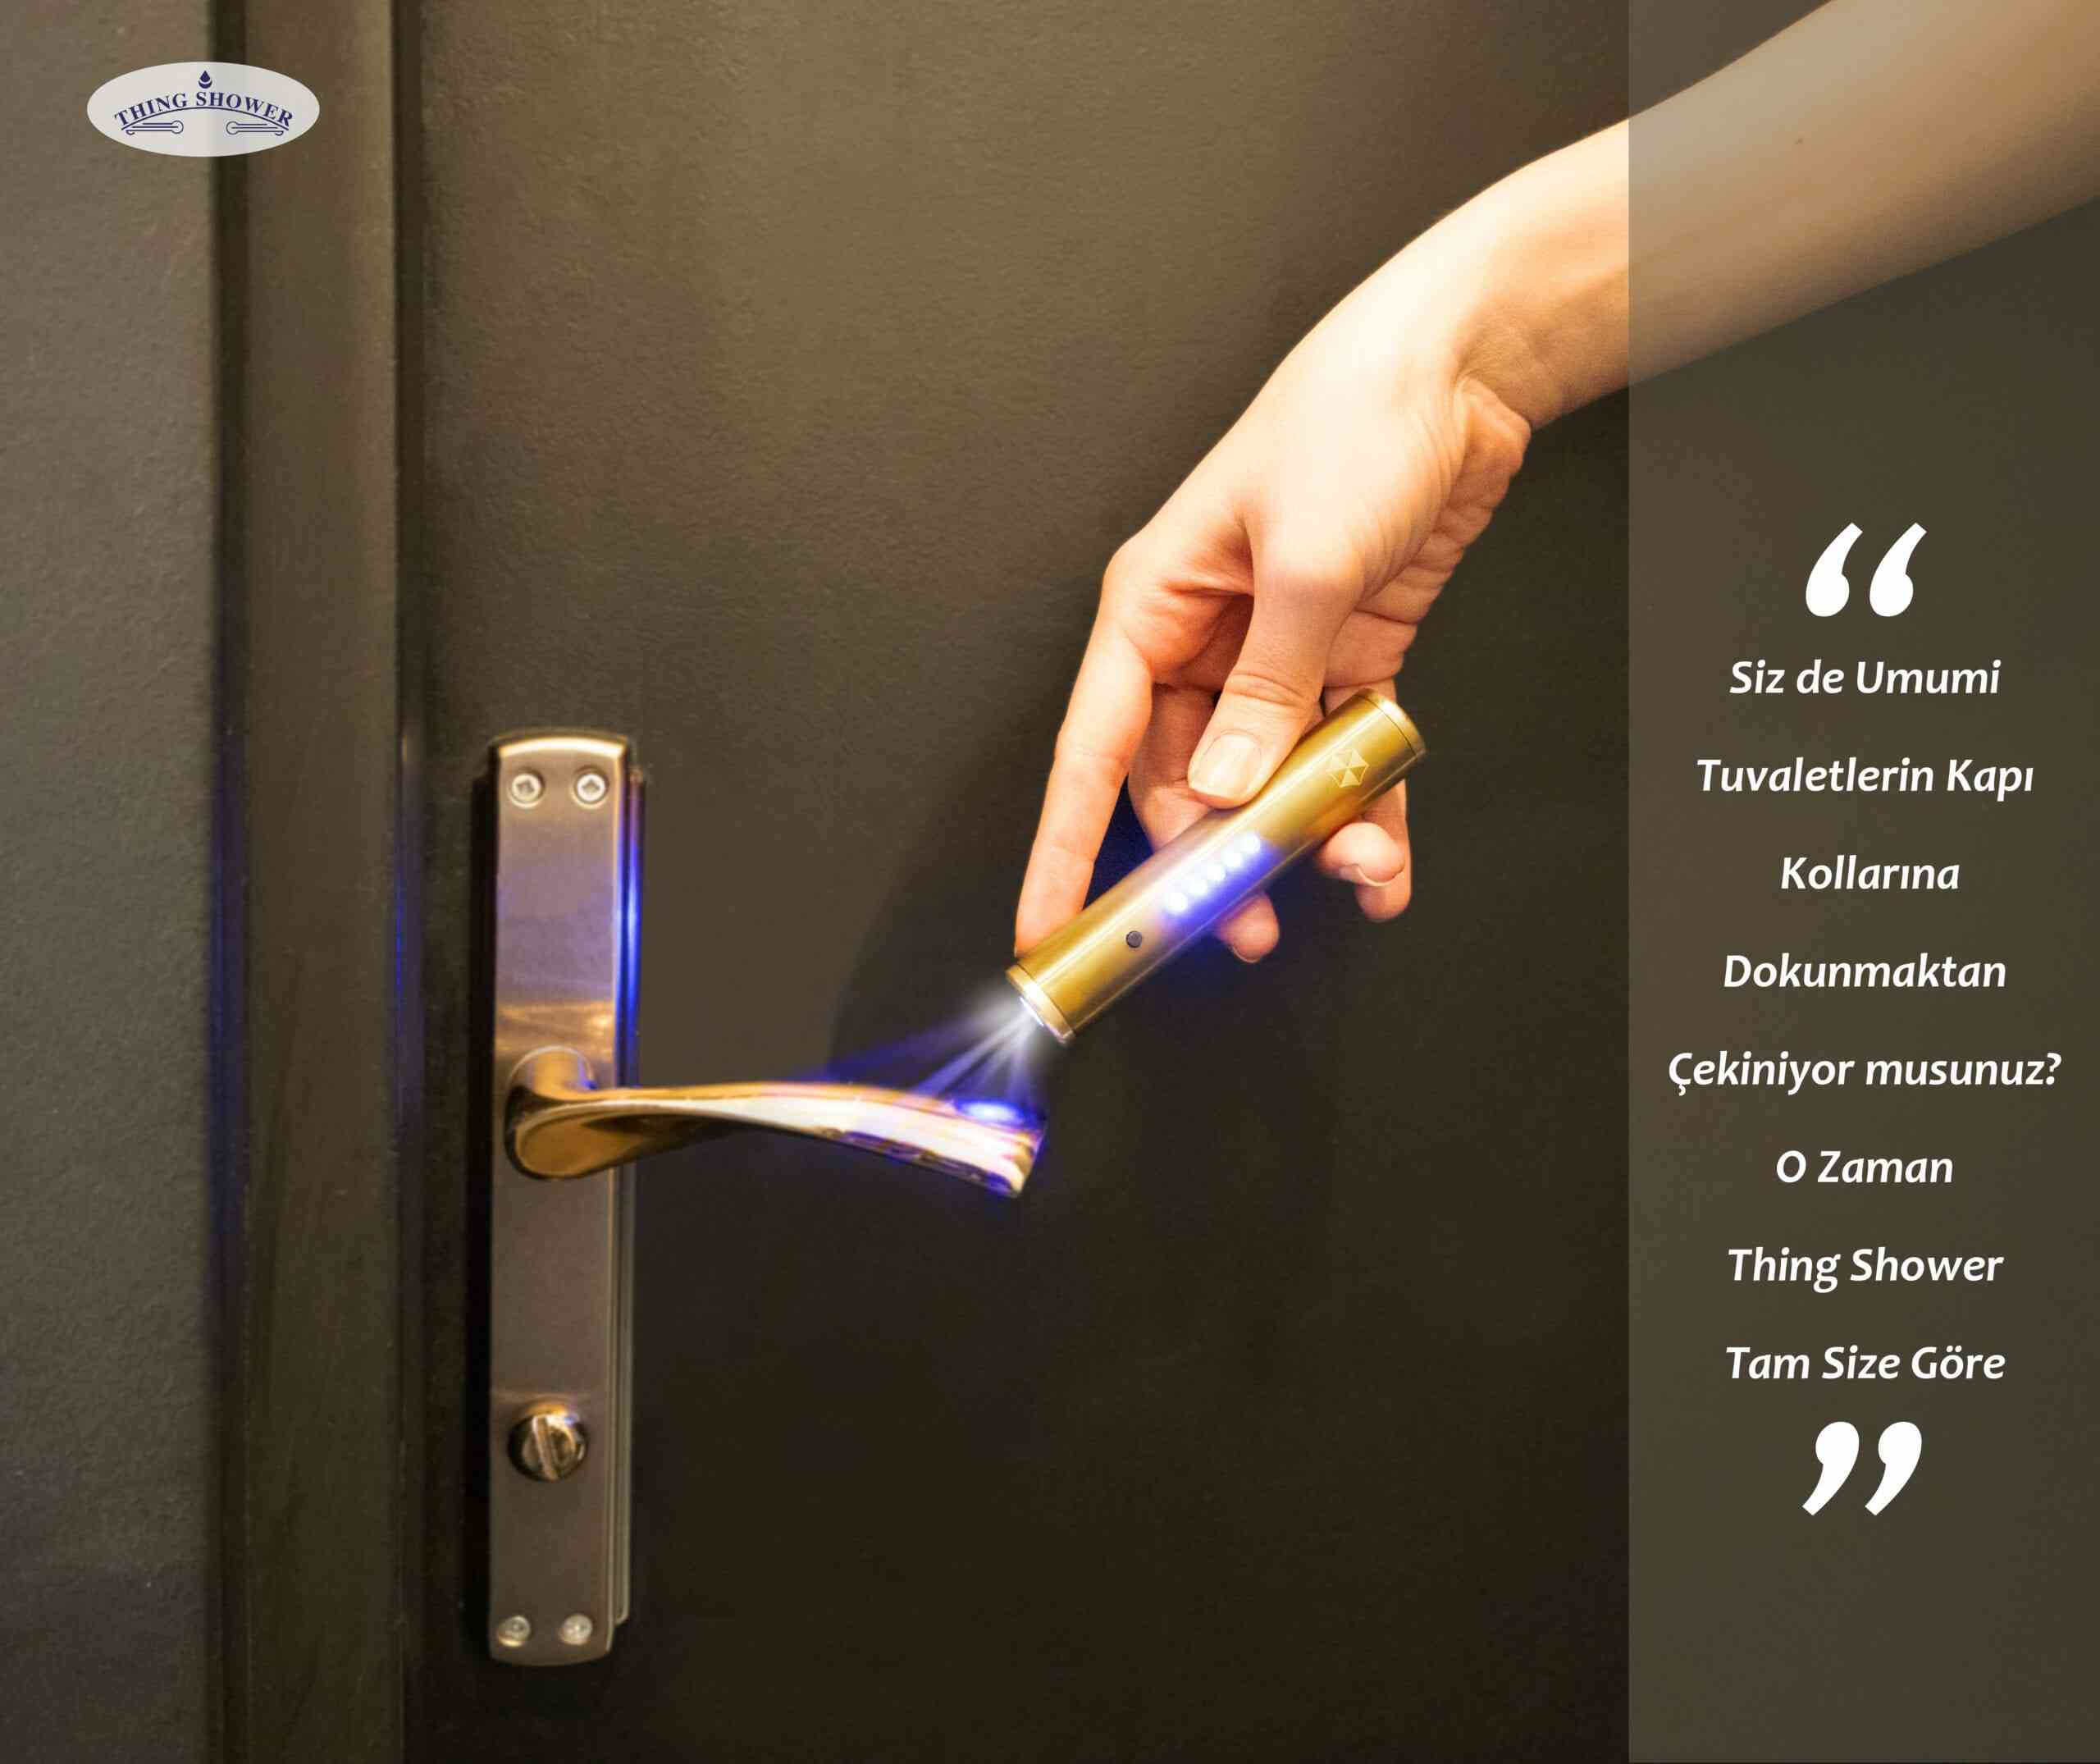 THING SHOWER
Siz de Umumi
Tuvaletlerin Kapı
Kollarına
Dokunmaktan
Çekiniyor musunuz?
O Zaman
Thing Shower
Tam Size Göre